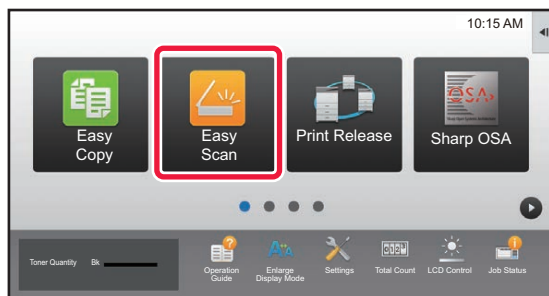 10:15 AM
Easy
Copy
Easy
Scan
Print Release
Sharp OSA
Toner Quantity Bk
Operation
Guide
Enlarge
Display Mode
Settings
Total Count
LCD Control
Job Status